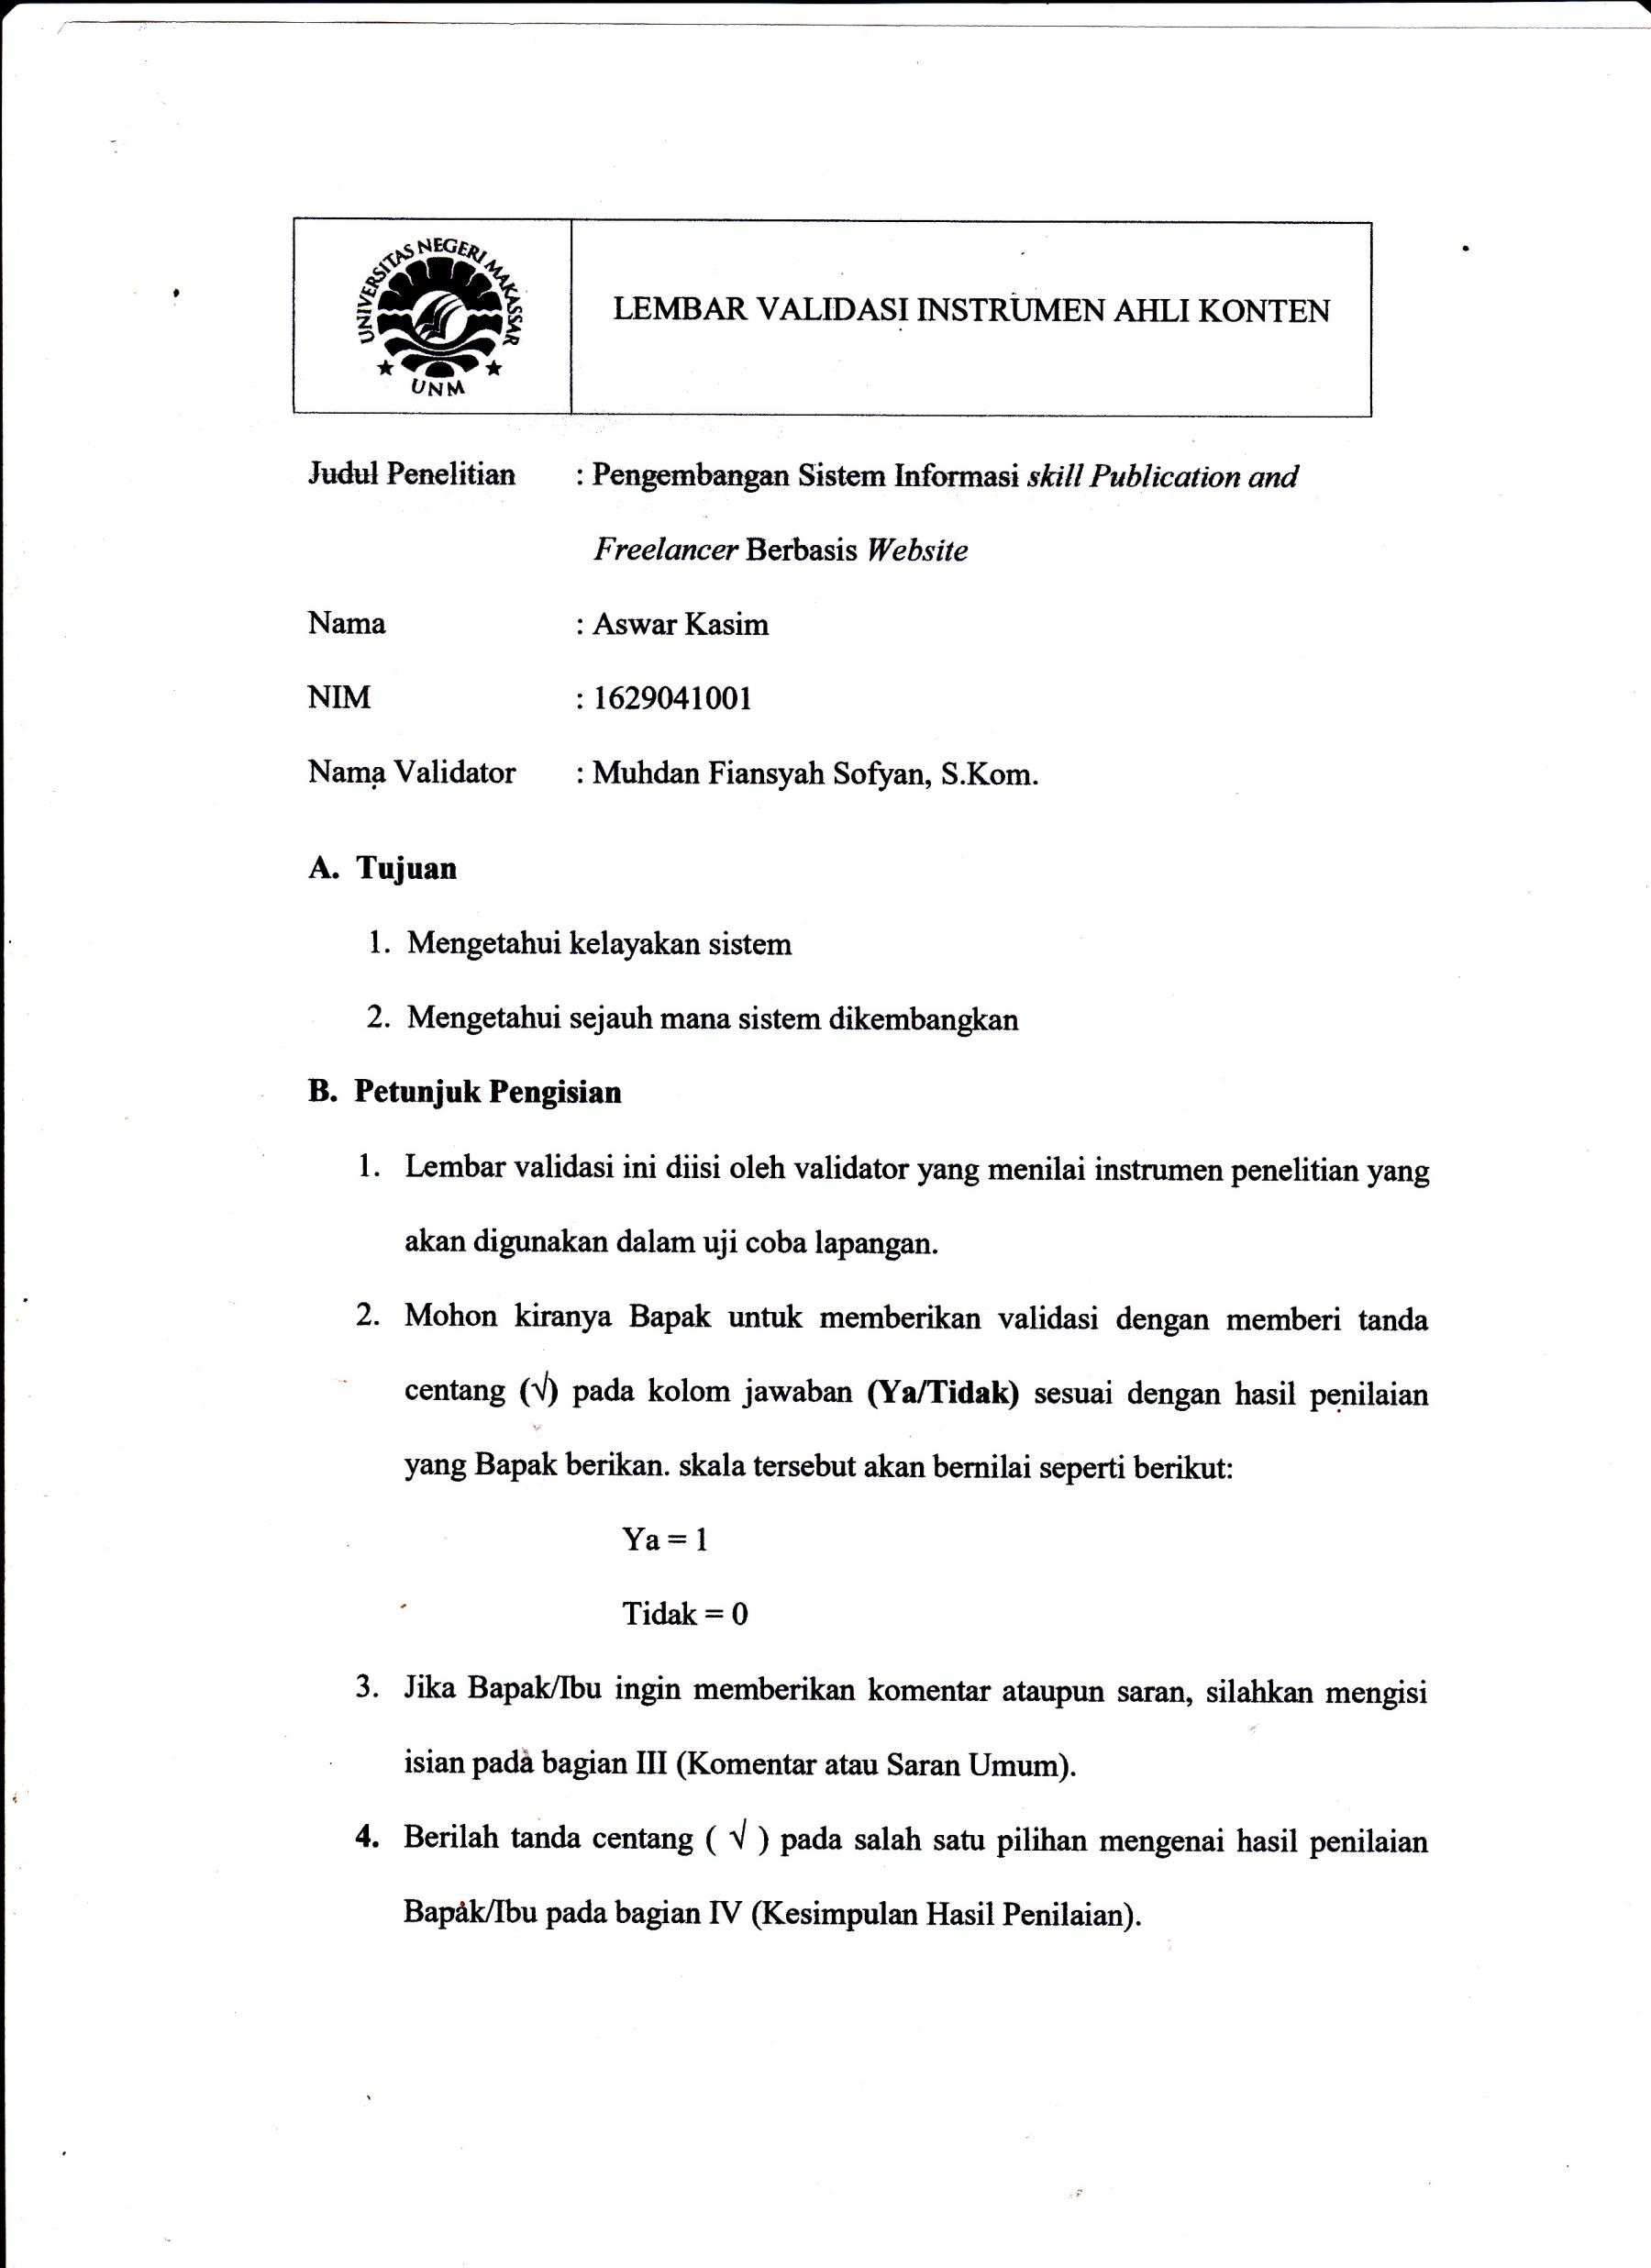 UNIVERSITAS NEGERI MAKASSAR
UNM
LEMBAR VALIDASI INSTRUMEN AHLI KONTEN
Judul Penelitian : Pengembangan Sistem Informasi skill Publication and
Freelancer Berbasis Website
Nama : Aswar Kasim
NIM : 1629041001
Nama Validator : Muhdan Fiansyah Sofyan, S.Kom.
A. Tujuan
1. Mengetahui kelayakan sistem
2. Mengetahui sejauh mana sistem dikembangkan
B. Petunjuk Pengisian
1. Lembar validasi ini diisi oleh validator yang menilai instrumen penelitian yang
akan digunakan dalam uji coba lapangan.
2. Mohon kiranya Bapak untuk memberikan validasi dengan memberi tanda
centang (√) pada kolom jawaban (Ya/Tidak) sesuai dengan hasil penilaian
yang Bapak berikan. skala tersebut akan bernilai seperti berikut:
Ya = 1
Tidak = 0
3. Jika Bapak/Ibu ingin memberikan komentar ataupun saran, silahkan mengisi
isian pada bagian III (Komentar atau Saran Umum).
4. Berilah tanda centang ( √ ) pada salah satu pilihan mengenai hasil penilaian
Bapak/Ibu pada bagian IV (Kesimpulan Hasil Penilaian).